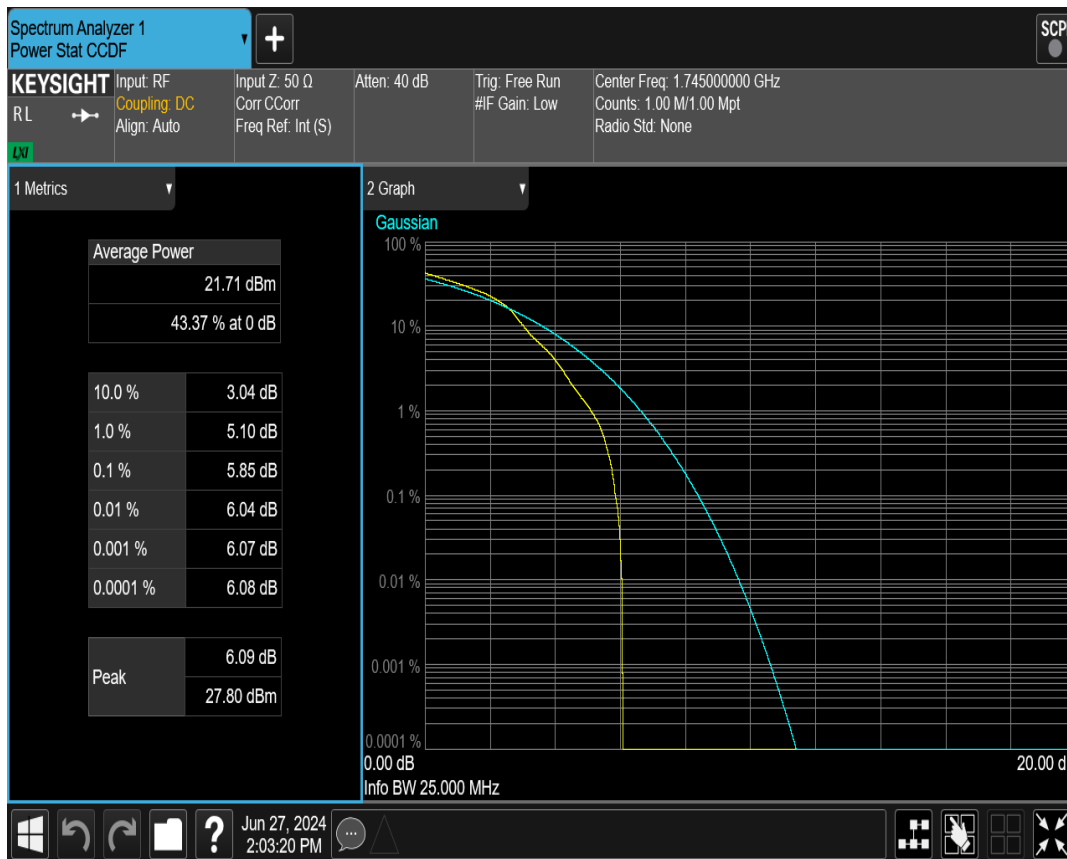 Spectrum Analyzer 1
Power Stat CCDF
+
SCP
KEYSIGHT
RL
LXI
Input: RF
Coupling: DC
Align: Auto
Input Z: 50 Ω
Corr CCorr
Freq Ref: Int (S)
Atten: 40 dB
Trig: Free Run
#IF Gain: Low
Center Freq: 1.745000000 GHz
Counts: 1.00 M/1.00 Mpt
Radio Std: None
1 Metrics
Average Power
21.71 dBm
43.37 % at 0 dB
10.0 % 3.04 dB
1.0 % 5.10 dB
0.1 % 5.85 dB
0.01 % 6.04 dB
0.001 % 6.07 dB
0.0001 % 6.08 dB
Peak
6.09 dB
27.80 dBm
2 Graph
Gaussian
100 %
10 %
1 %
0.1 %
0.01 %
0.001 %
0.0001 %
0.00 dB
20.00 d
Info BW 25.000 MHz
?
Jun 27, 2024
2:03:20 PM